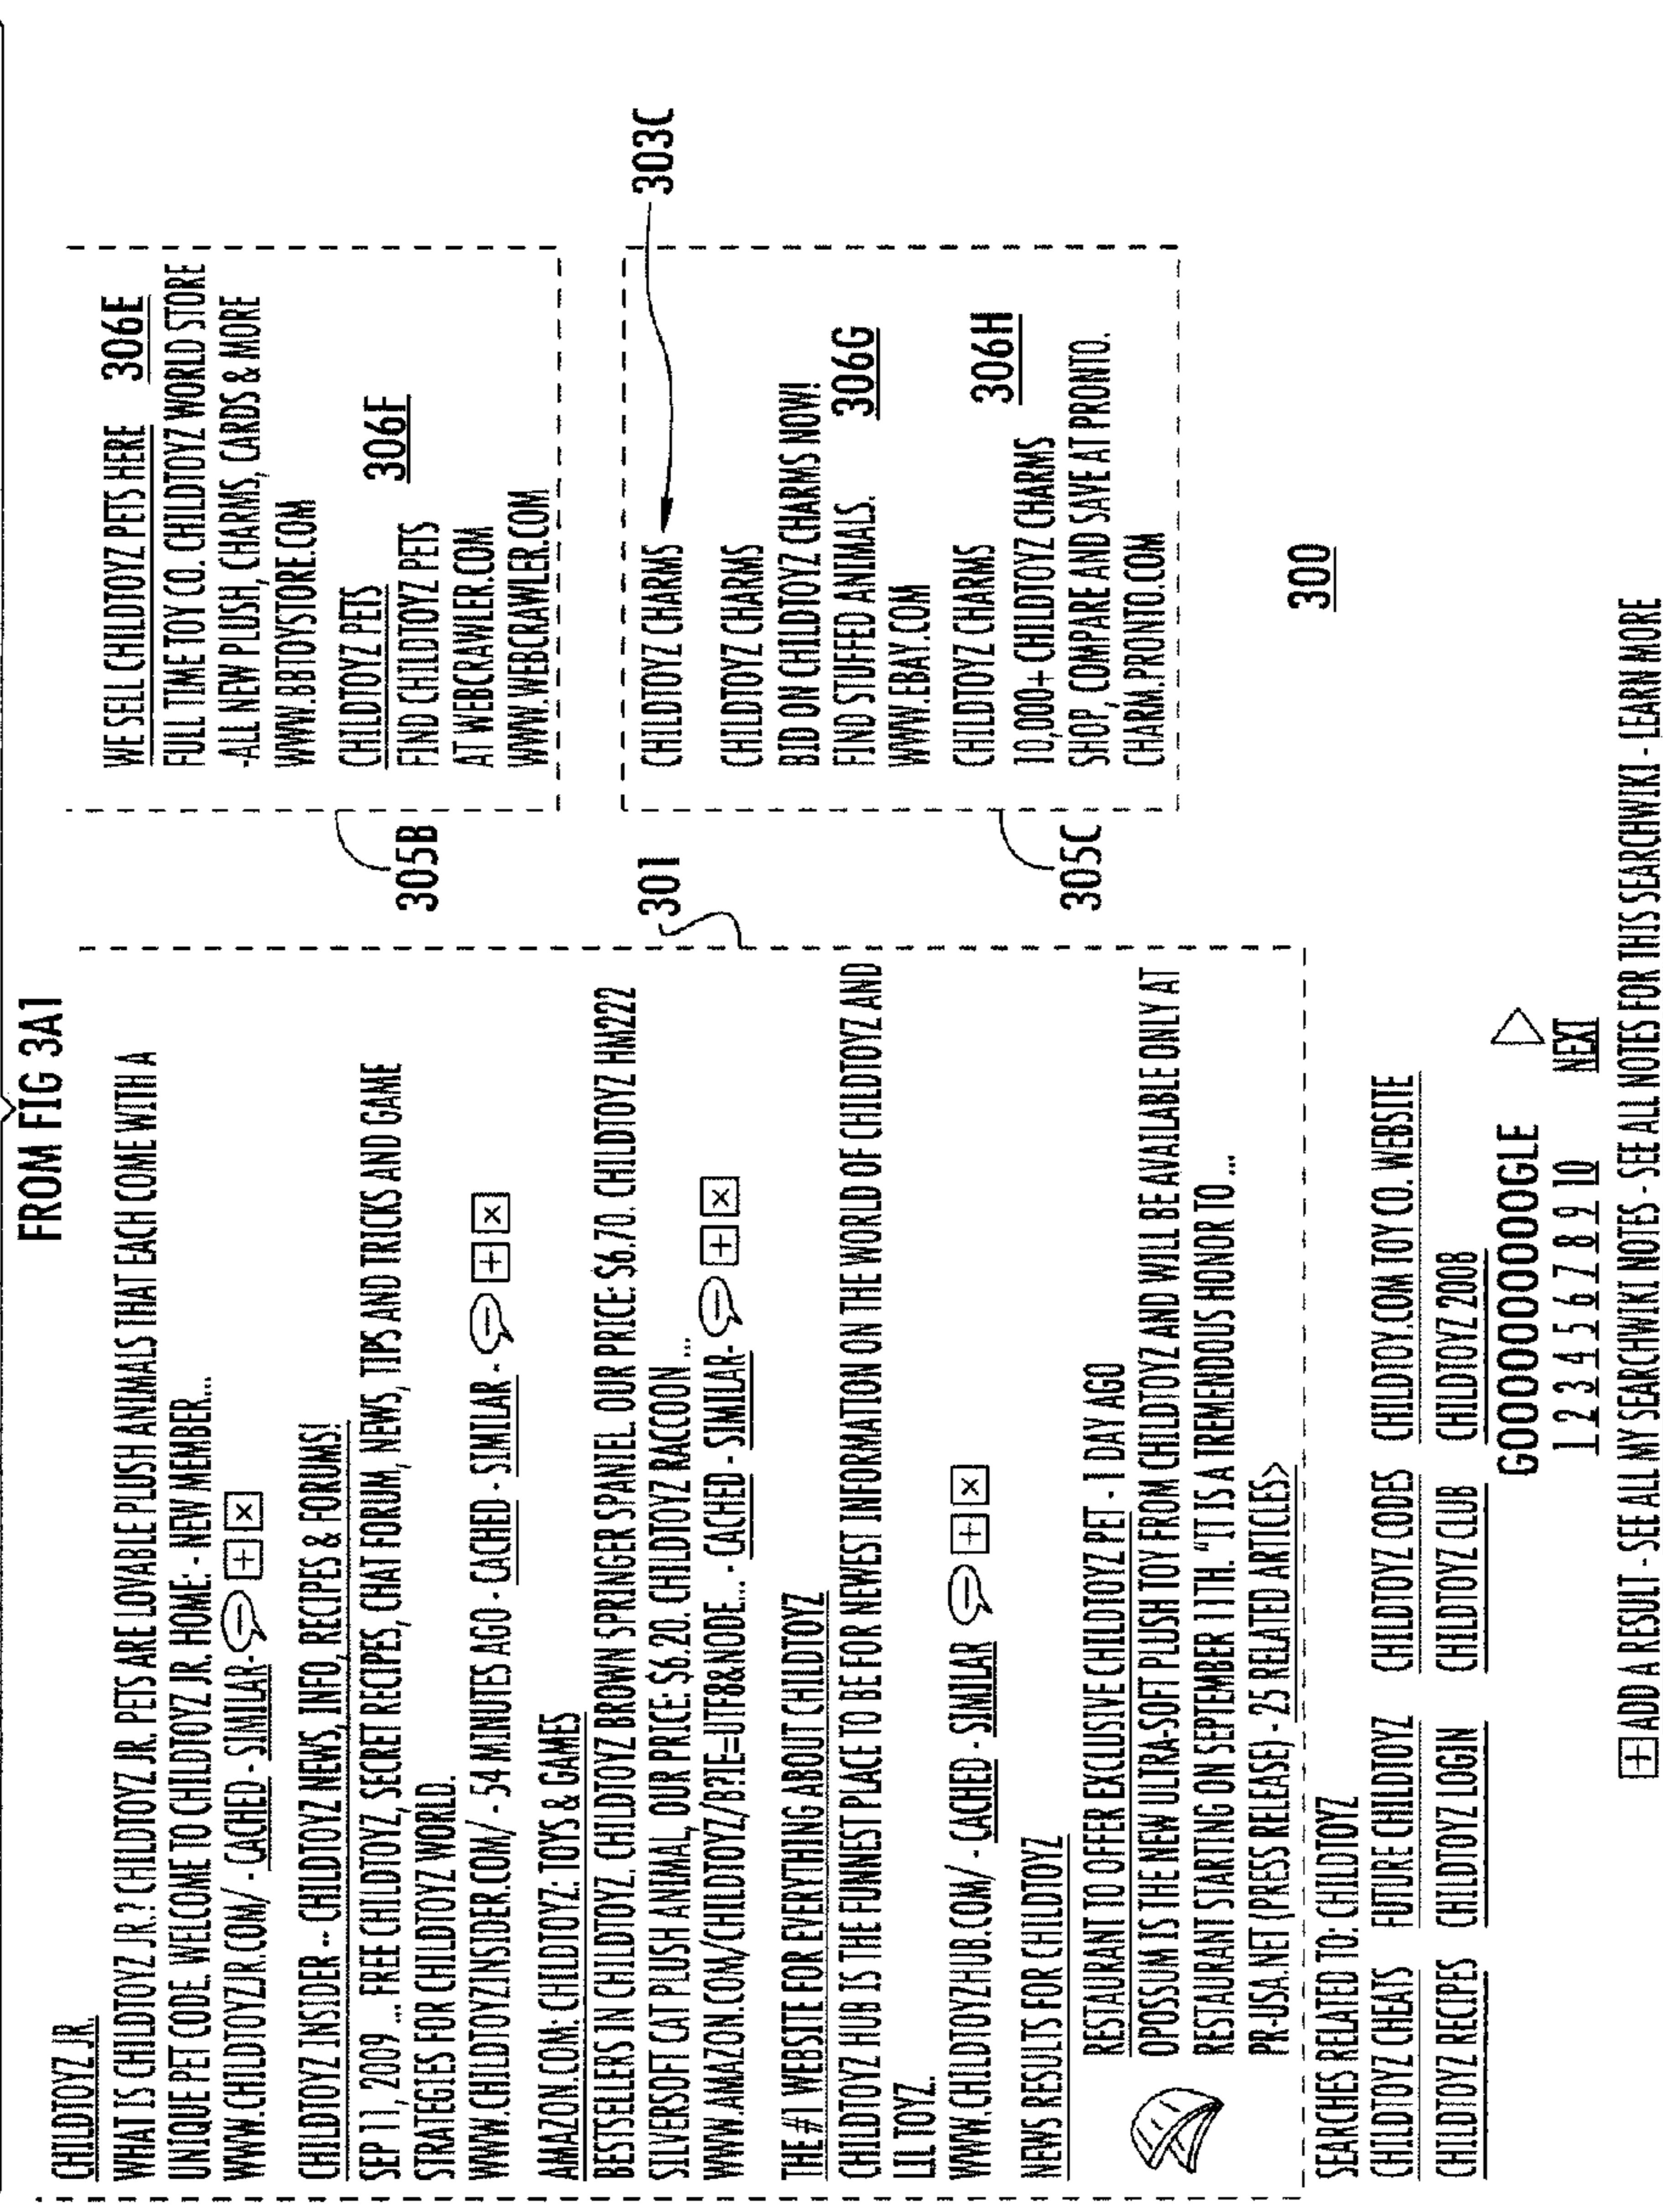 FROM FIG 3A1
CHILDTOYZ JR.
WHAT IS CHILDTOYZ JR.? CHILDTOYZ JR. PETS ARE LOVABLE PLUSH ANIMALS THAT EACH COME WITH A
UNIQUE PET CODE. WELCOME TO CHILDTOYZ JR. HOME: - NEW MEMBER...
WWW.CHILDTOYZJR.COM/ - CACHED - SIMILAR-
CHILDTOYZ INSIDER -- CHILDTOYZ NEWS, INFO, RECIPES & FORUMS!
SEP 11, 2009 ... FREE CHILDTOYZ, SECRET RECIPES, CHAT FORUM, NEWS, TIPS AND TRICKS AND GAME
STRATEGIES FOR CHILDTOYZ WORLD.
WWW.CHILDTOYZINSIDER.COM/ - 54 MINUTES AGO - CACHED - SIMILAR -
AMAZON.COM: CHILDTOYZ: TOYS & GAMES
BESTSELLERS IN CHILDTOYZ. CHILDTOYZ BROWN SPRINGER SPANIEL. OUR PRICE: $6.70. CHILDTOYZ HM222
SILVERSOFT CAT PLUSH ANIMAL, OUR PRICE: $6.20. CHILDTOYZ RACCOON ...
WWW.AMAZON.COM/CHILDTOYZ/B?IE=UTF8&NODE... - CACHED - SIMILAR-
THE #1 WEBSITE FOR EVERYTHING ABOUT CHILDTOYZ
CHILDTOYZ HUB IS THE FUNNEST PLACE TO BE FOR NEWEST INFORMATION ON THE WORLD OF CHILDTOYZ AND
LIL TOYZ.
WWW.CHILDTOYZHUB.COM/ - CACHED - SIMILAR
NEWS RESULTS FOR CHILDTOYZ
RESTAURANT TO OFFER EXCLUSIVE CHILDTOYZ PET - 1 DAY AGO
OPOSSUM IS THE NEW ULTRA-SOFT PLUSH TOY FROM CHILDTOYZ AND WILL BE AVAILABLE ONLY AT
RESTAURANT STARTING ON SEPTEMBER 11TH. "IT IS A TREMENDOUS HONOR TO ...
PR-USA.NET (PRESS RELEASE) - 25 RELATED ARTICLES>
301
WE SELL CHILDTOYZ PETS HERE 306E
FULL TIME TOY CO. CHILDTOYZ WORLD STORE
-ALL NEW PLUSH, CHARMS, CARDS & MORE
WWW.BBTOYSTORE.COM
306F
CHILDTOYZ PETS
FIND CHILDTOYZ PETS
AT WEBCRAWLER.COM
WWW.WEBCRAWLER.COM
305B
303C
CHILDTOYZ CHARMS
CHILDTOYZ CHARMS
BID ON CHILDTOYZ CHARMS NOW!
FIND STUFFED ANIMALS. 306G
WWW.EBAY.COM
CHILDTOYZ CHARMS 306H
10,000+ CHILDTOYZ CHARMS
SHOP, COMPARE AND SAVE AT PRONTO.
CHARM.PRONTO.COM
305C
300
SEARCHES RELATED TO: CHILDTOYZ
CHILDTOYZ CHEATS FUTURE CHILDTOYZ CHILDTOYZ CODES CHILDTOY.COM TOY CO. WEBSITE
CHILDTOYZ RECIPES CHILDTOYZ LOGIN CHILDTOYZ CLUB CHILDTOYZ 2008
GOOOOOOOOOOGLE
1 2 3 4 5 6 7 8 9 10 NEXT
ADD A RESULT - SEE ALL MY SEARCHWIKI NOTES - SEE ALL NOTES FOR THIS SEARCHWIKI - LEARN MORE